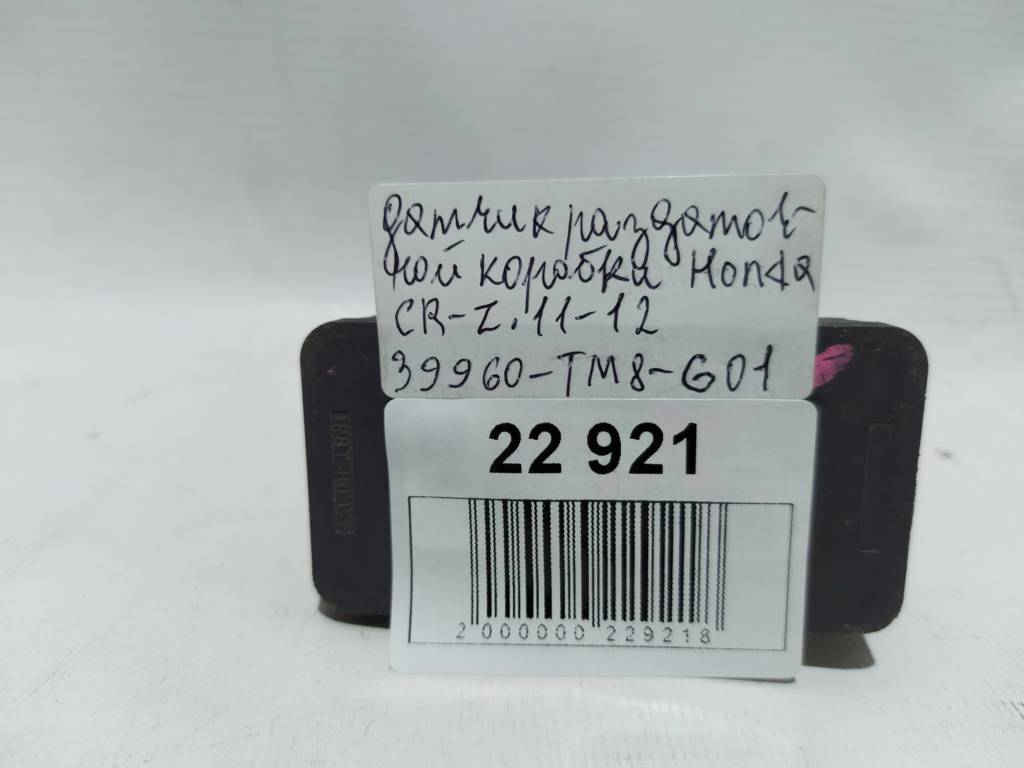 датчик раздаточ-
ной коробки Honda
CR-Z. 11-12
39960-TM8-G01
22 921
2 000000 229218